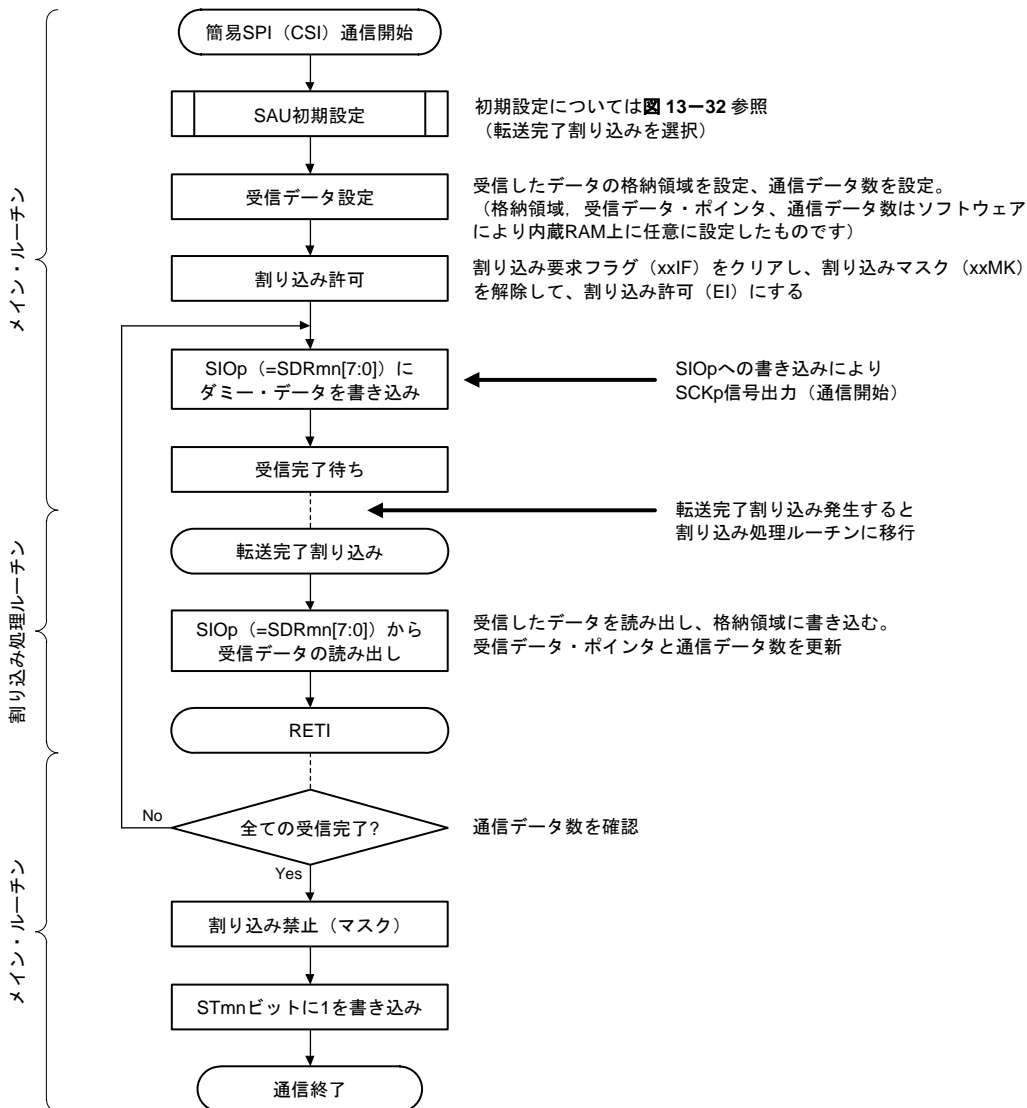 簡易SPI（CSI）通信開始
SAU初期設定
初期設定については図 13－32 参照
（転送完了割り込みを選択）
受信データ設定
受信したデータの格納領域を設定、通信データ数を設定。
（格納領域，受信データ・ポインタ、通信データ数はソフトウェア
により内蔵RAM上に任意に設定したものです）
メイン・ルーチン
割り込み許可
割り込み要求フラグ（xxIF）をクリアし、割り込みマスク（xxMK）
を解除して、割り込み許可（EI）にする
SIOp（=SDRmn[7:0]）に
ダミー・データを書き込み
SIOpへの書き込みにより
SCKp信号出力（通信開始）
受信完了待ち
転送完了割り込み発生すると
割り込み処理ルーチンに移行
転送完了割り込み
割り込み処理ルーチン
SIOp（=SDRmn[7:0]）から
受信データの読み出し
受信したデータを読み出し、格納領域に書き込む。
受信データ・ポインタと通信データ数を更新
RETI
No
全ての受信完了?
通信データ数を確認
Yes
メイン・ルーチン
割り込み禁止（マスク）
STmnビットに1を書き込み
通信終了